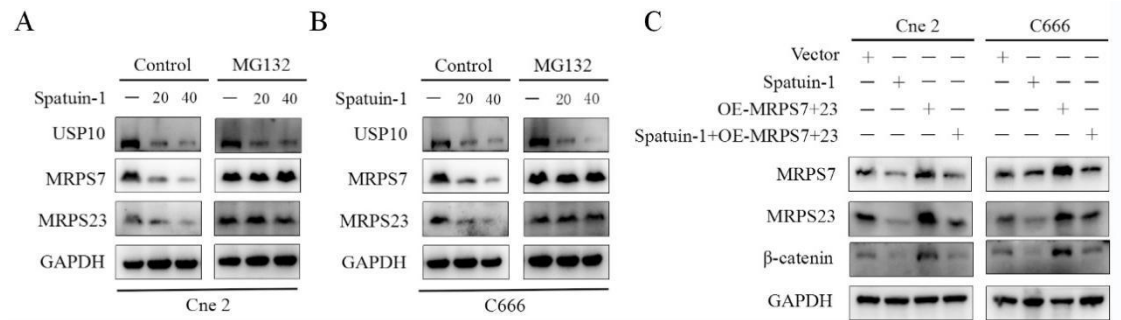 A
Control MG132
Spatuin-1 — 20 40 — 20 40
USP10
MRPS7
MRPS23
GAPDH
Cne 2
B
Control MG132
Spatuin-1 — 20 40 — 20 40
USP10
MRPS7
MRPS23
GAPDH
C666
C
Cne 2 C666
Vector + — — — + — — —
Spatuin-1 — + — — — + — —
OE-MRPS7+23 — — + — — — + —
Spatuin-1+OE-MRPS7+23 — — — + — — — +
MRPS7
MRPS23
β-catenin
GAPDH